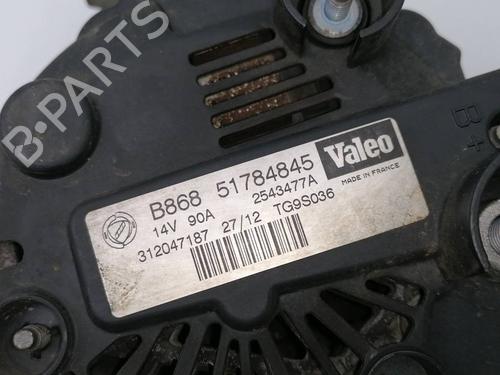 B-PARTS
B868 51784845
Valeo
14V 90A 2543477A
MADE IN FRANCE
312047187 27/12 TG9S036
B+